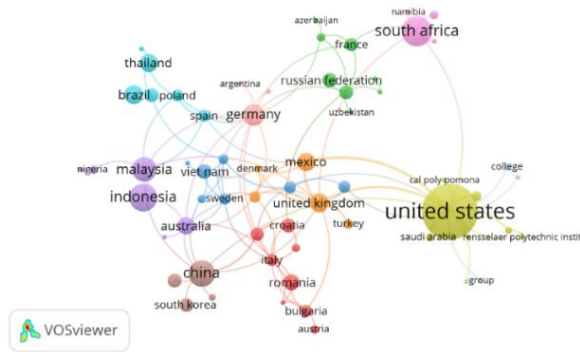 namibia
azerbaijan
south africa
france
thailand
argentina
russian federation
brazil
poland
spain
germany
uzbekistan
nigeria
malaysia
viet nam
denmark
mexico
college
cal poly pomona
indonesia
sweden
united kingdom
united states
australia
croatia
turkey
saudi arabia
rensselaer polytechnic instit
italy
china
romania
group
south korea
bulgaria
austria
VOSviewer